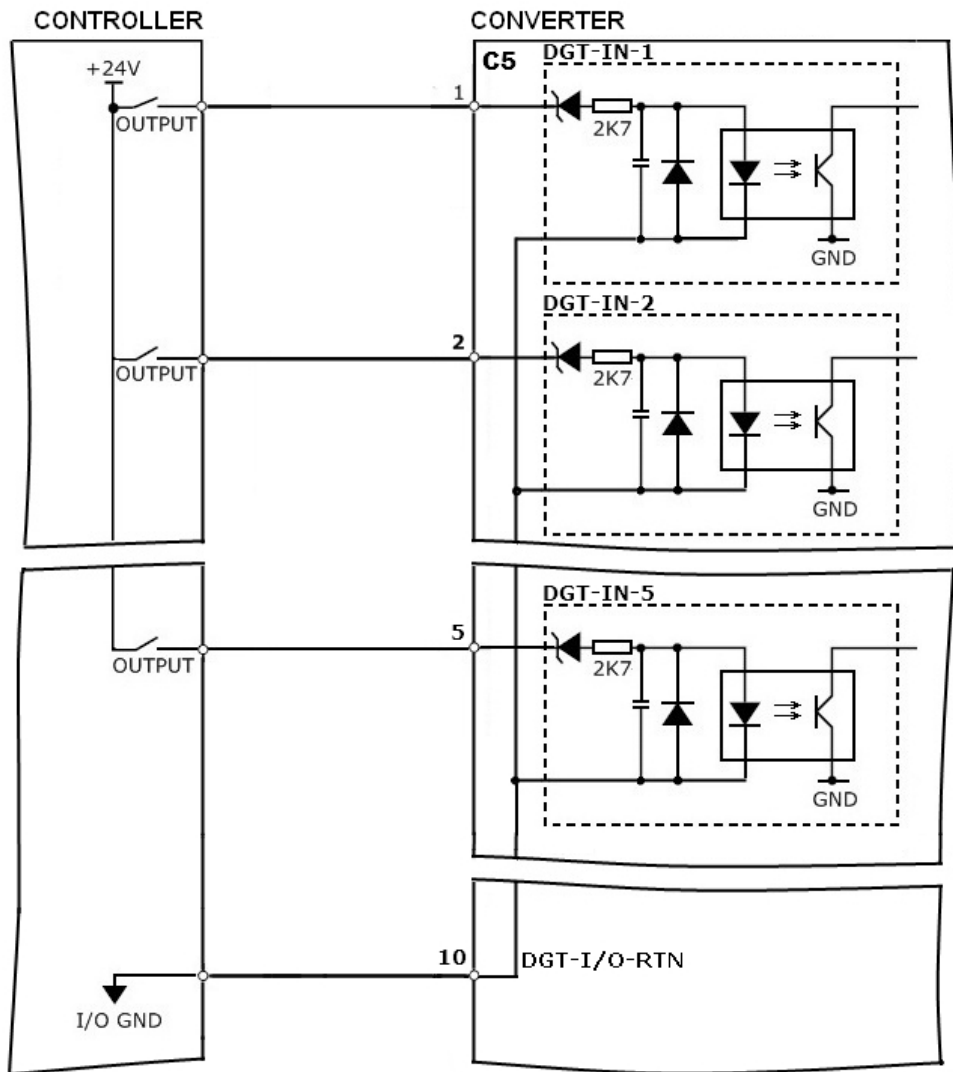 CONTROLLER
CONVERTER
C5
DGT-IN-1
+24V
1
OUTPUT
2K7
GND
DGT-IN-2
2
OUTPUT
2K7
GND
DGT-IN-5
5
OUTPUT
2K7
GND
10
DGT-I/O-RTN
I/O GND